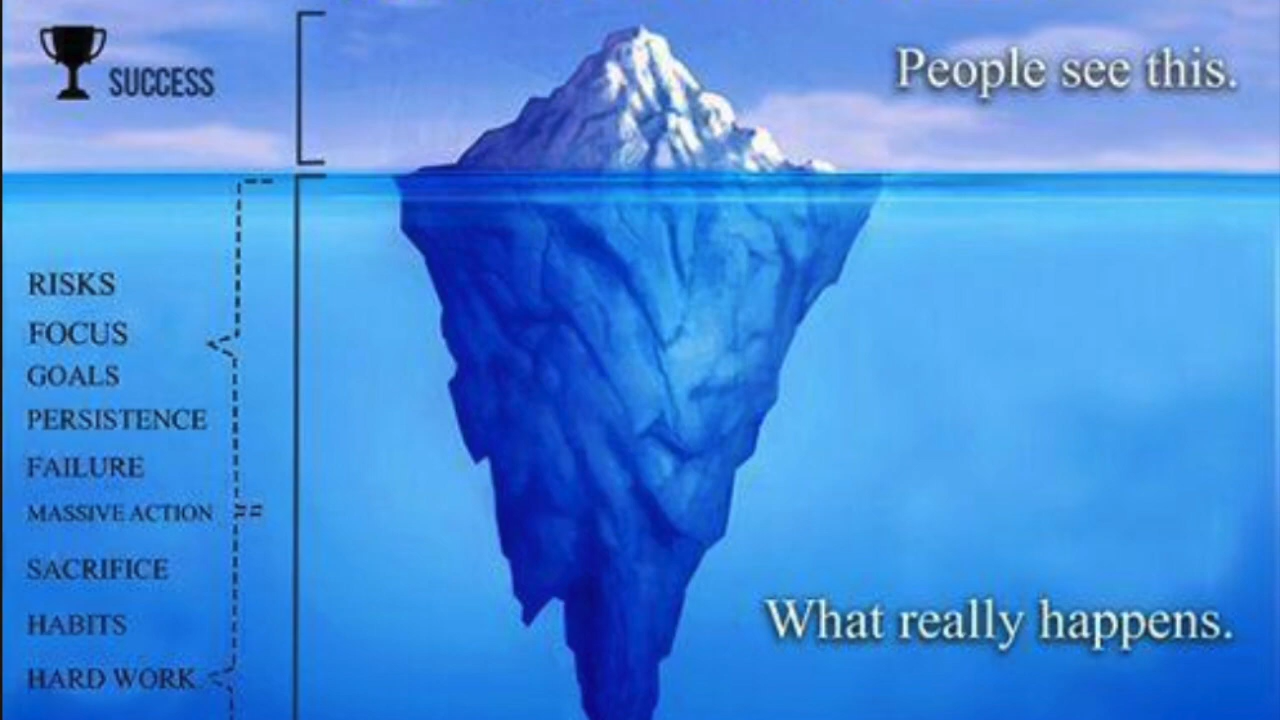 SUCCESS
People see this.
RISKS
FOCUS
GOALS
PERSISTENCE
FAILURE
MASSIVE ACTION
SACRIFICE
HABITS
HARD WORK
What really happens.